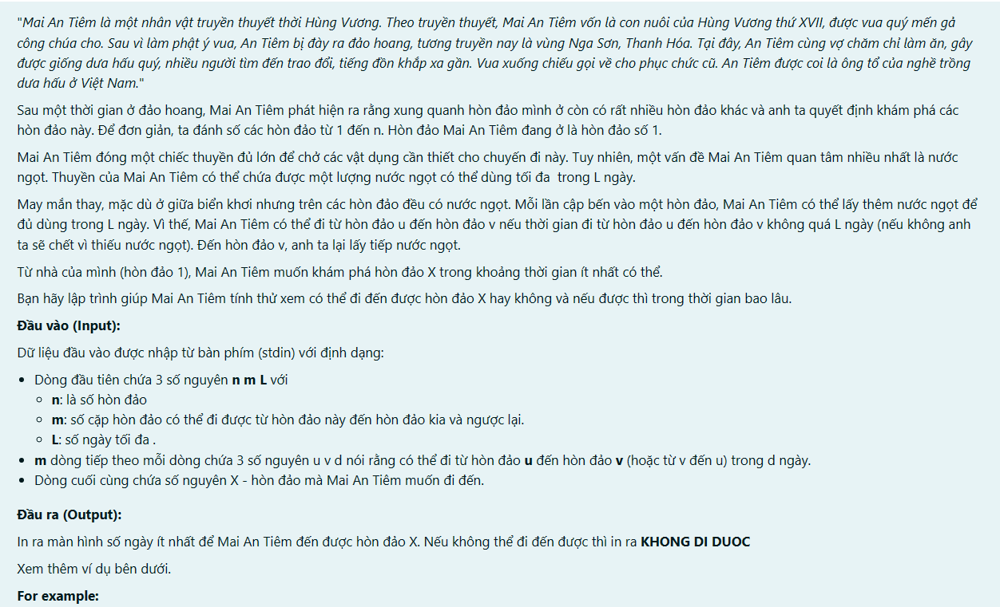 "Mai An Tiêm là một nhân vật truyền thuyết thời Hùng Vương. Theo truyền thuyết, Mai An Tiêm vốn là con nuôi của Hùng Vương thứ XVII, được vua quý mến gả
công chúa cho. Sau vì làm phật ý vua, An Tiêm bị đày ra đảo hoang, tương truyền nay là vùng Nga Sơn, Thanh Hóa. Tại đây, An Tiêm cùng vợ chăm chỉ làm ăn, gây
được giống dưa hấu quý, nhiều người tìm đến trao đổi, tiếng đồn khắp xa gần. Vua xuống chiếu gọi về cho phục chức cũ. An Tiêm được coi là ông tổ của nghề trồng
dưa hấu ở Việt Nam."
Sau một thời gian ở đảo hoang, Mai An Tiêm phát hiện ra rằng xung quanh hòn đảo mình ở còn có rất nhiều hòn đảo khác và anh ta quyết định khám phá các
hòn đảo này. Để đơn giản, ta đánh số các hòn đảo từ 1 đến n. Hòn đảo Mai An Tiêm đang ở là hòn đảo số 1.
Mai An Tiêm đóng một chiếc thuyền đủ lớn để chở các vật dụng cần thiết cho chuyến đi này. Tuy nhiên, một vấn đề Mai An Tiêm quan tâm nhiều nhất là nước
ngọt. Thuyền của Mai An Tiêm có thể chứa được một lượng nước ngọt có thể dùng tối đa trong L ngày.
May mắn thay, mặc dù ở giữa biển khơi nhưng trên các hòn đảo đều có nước ngọt. Mỗi lần cập bến vào một hòn đảo, Mai An Tiêm có thể lấy thêm nước ngọt để
đủ dùng trong L ngày. Vì thế, Mai An Tiêm có thể đi từ hòn đảo u đến hòn đảo v nếu thời gian đi từ hòn đảo u đến hòn đảo v không quá L ngày (nếu không anh
ta sẽ chết vì thiếu nước ngọt). Đến hòn đảo v, anh ta lại lấy tiếp nước ngọt.
Từ nhà của mình (hòn đảo 1), Mai An Tiêm muốn khám phá hòn đảo X trong khoảng thời gian ít nhất có thể.
Bạn hãy lập trình giúp Mai An Tiêm tính thử xem có thể đi đến được hòn đảo X hay không và nếu được thì trong thời gian bao lâu.
Đầu vào (Input):
Dữ liệu đầu vào được nhập từ bàn phím (stdin) với định dạng:
• Dòng đầu tiên chứa 3 số nguyên n m L với
◦ n: là số hòn đảo
◦ m: số cặp hòn đảo có thể đi được từ hòn đảo này đến hòn đảo kia và ngược lại.
◦ L: số ngày tối đa .
• m dòng tiếp theo mỗi dòng chứa 3 số nguyên u v d nói rằng có thể đi từ hòn đảo u đến hòn đảo v (hoặc từ v đến u) trong d ngày.
• Dòng cuối cùng chứa số nguyên X - hòn đảo mà Mai An Tiêm muốn đi đến.
Đầu ra (Output):
In ra màn hình số ngày ít nhất để Mai An Tiêm đến được hòn đảo X. Nếu không thể đi đến được thì in ra KHONG DI DUOC
Xem thêm ví dụ bên dưới.
For example: